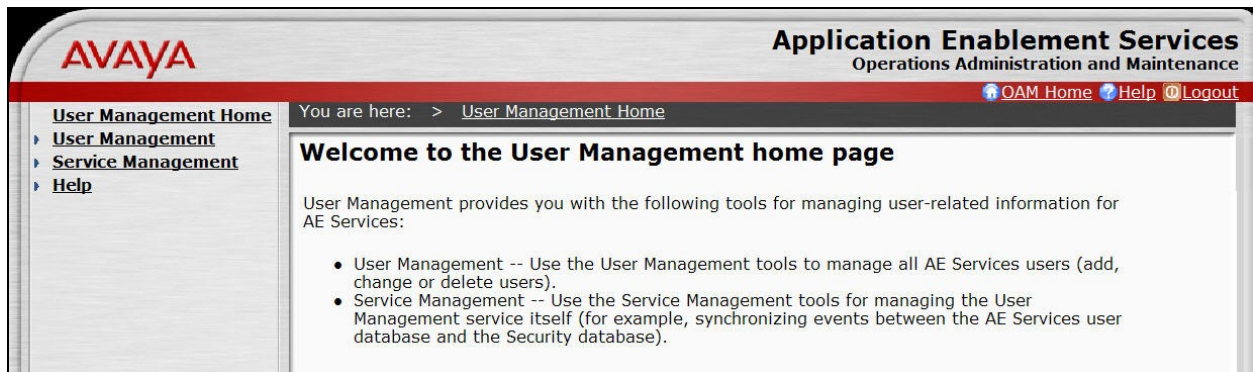 AVAYA
Application Enablement Services
Operations Administration and Maintenance
OAM Home Help Logout
User Management Home
User Management
Service Management
Help
You are here: > User Management Home
Welcome to the User Management home page
User Management provides you with the following tools for managing user-related information for
AE Services:
● User Management -- Use the User Management tools to manage all AE Services users (add,
change or delete users).
● Service Management -- Use the Service Management tools for managing the User
Management service itself (for example, synchronizing events between the AE Services user
database and the Security database).